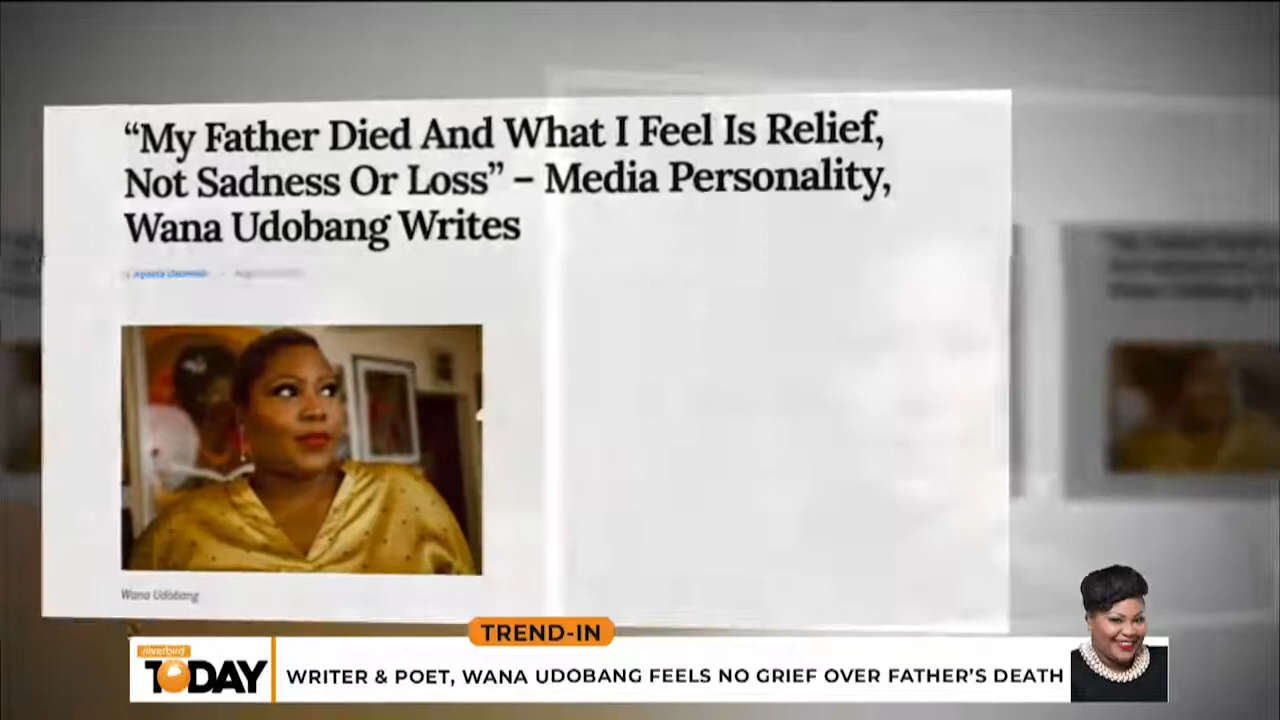 “My Father Died And What I Feel Is Relief,
Not Sadness Or Loss” – Media Personality,
Wana Udobang Writes
Wana Udobang
TREND-IN
silverbird
TODAY
WRITER & POET, WANA UDOBANG FEELS NO GRIEF OVER FATHER’S DEATH